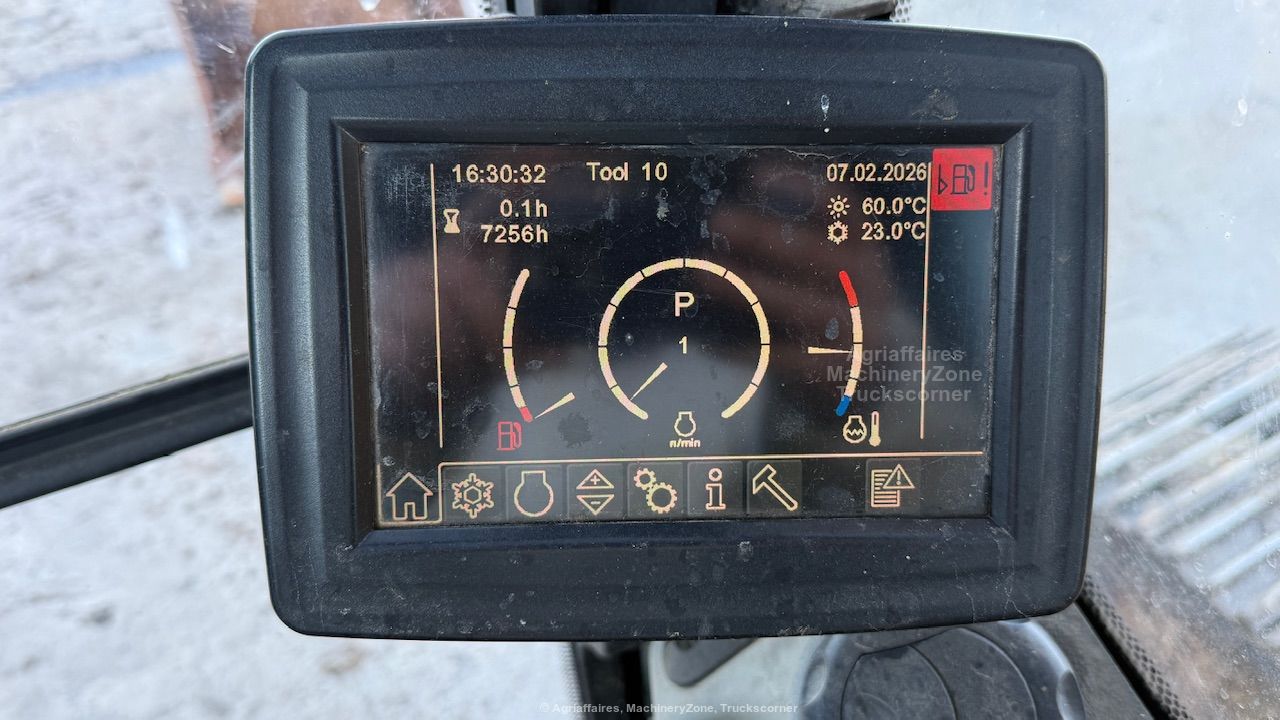 16:30:32 Tool 10 07.02.2026
0.1h 60.0°C
7256h 23.0°C
P
1
n/min
Agriaffaires
MachineryZone
Truckscorner
© Agriaffaires, MachineryZone, Truckscorner